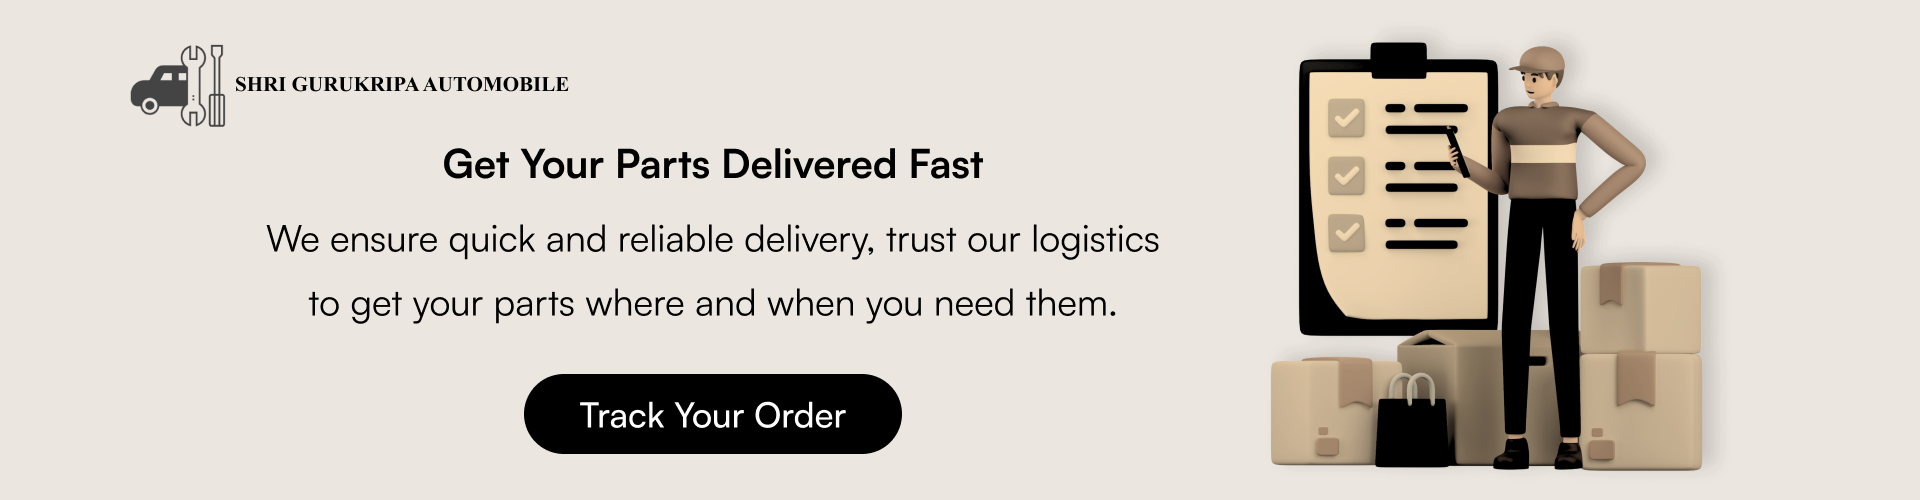 SHRI GURUKRIPA AUTOMOBILE
Get Your Parts Delivered Fast
We ensure quick and reliable delivery, trust our logistics
to get your parts where and when you need them.
Track Your Order